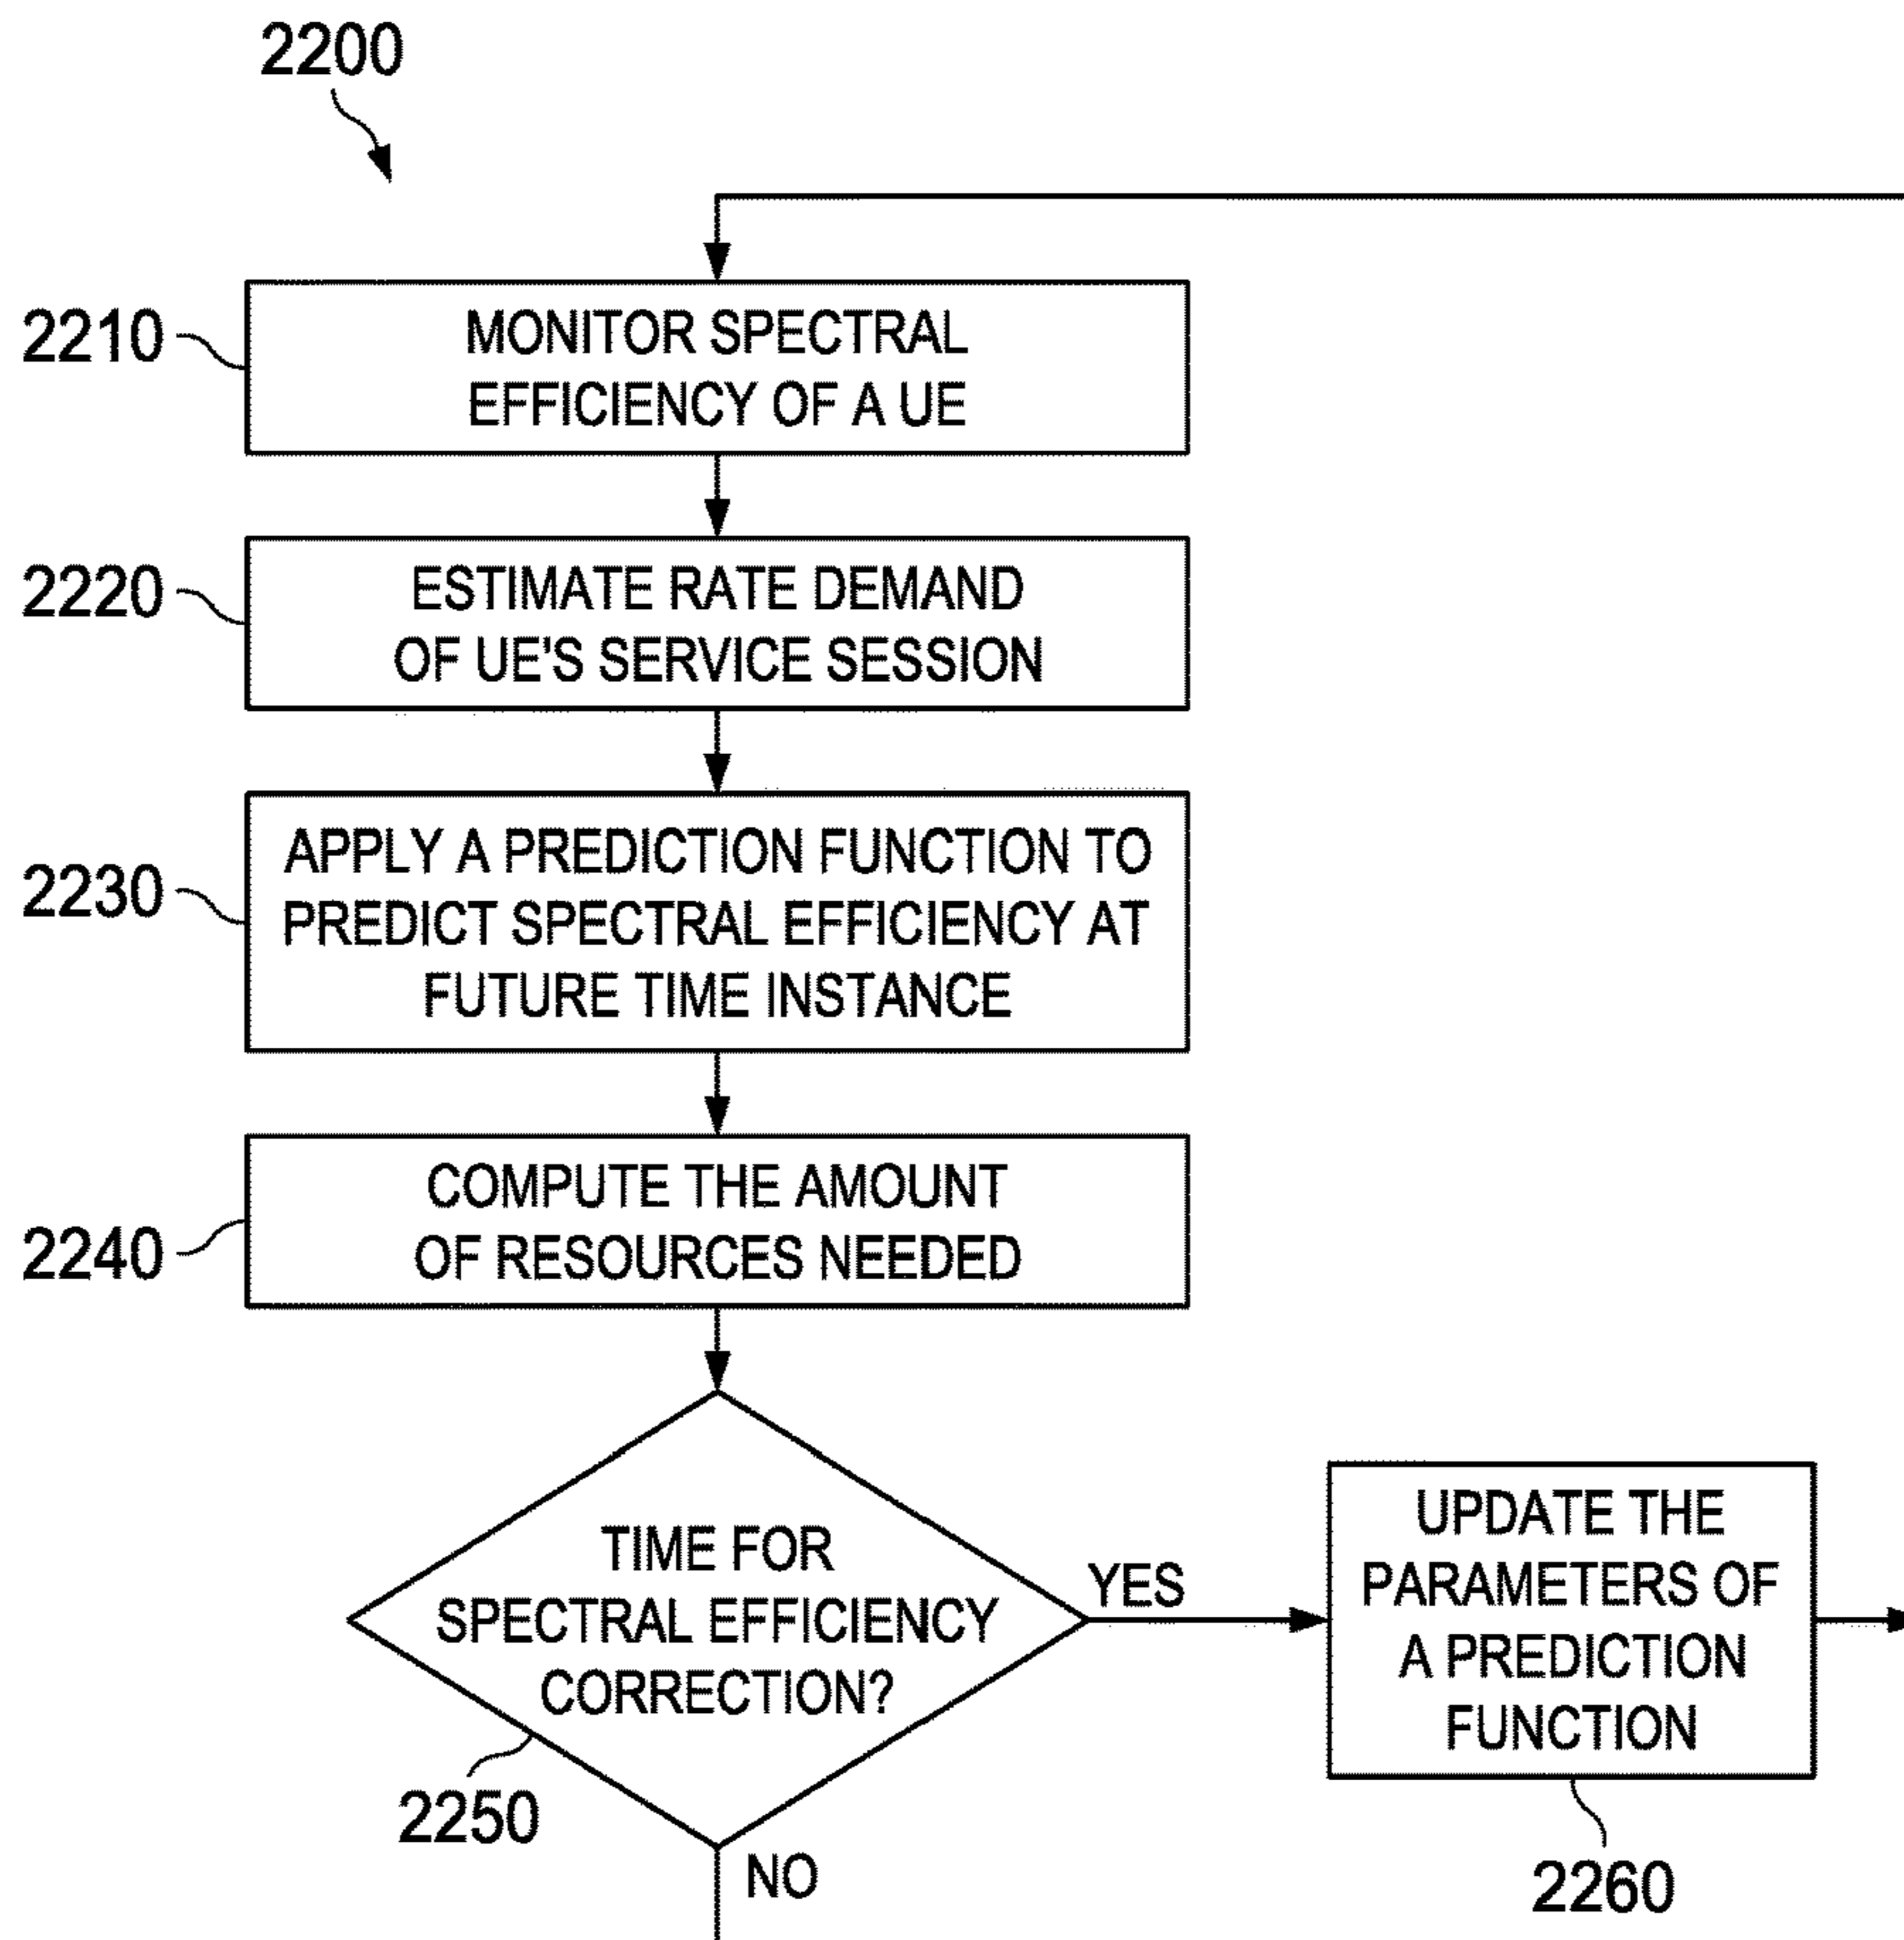 2200
2210
MONITOR SPECTRAL
EFFICIENCY OF A UE
2220
ESTIMATE RATE DEMAND
OF UE'S SERVICE SESSION
2230
APPLY A PREDICTION FUNCTION TO
PREDICT SPECTRAL EFFICIENCY AT
FUTURE TIME INSTANCE
2240
COMPUTE THE AMOUNT
OF RESOURCES NEEDED
TIME FOR
SPECTRAL EFFICIENCY
CORRECTION?
2250
YES
NO
UPDATE THE
PARAMETERS OF
A PREDICTION
FUNCTION
2260